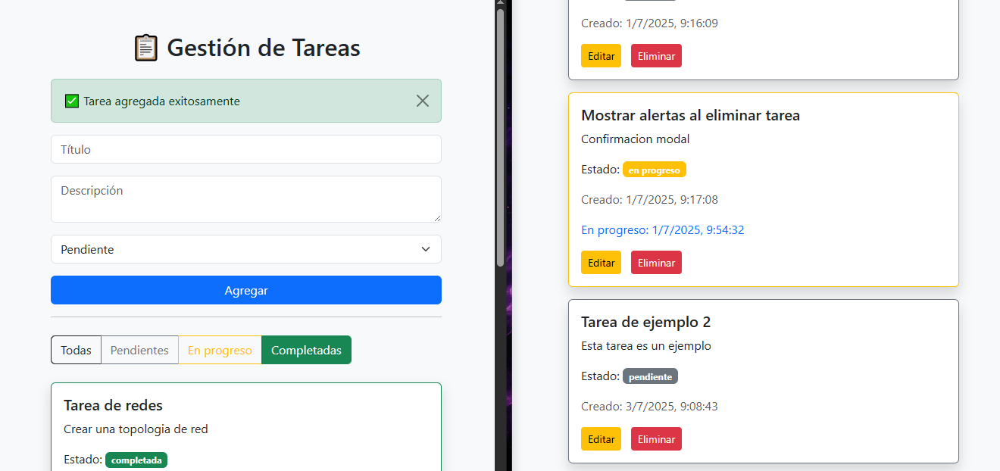 Gestión de Tareas
Tarea agregada exitosamente
Título
Descripción
Pendiente
Agregar
Todas Pendientes En progreso Completadas
Tarea de redes
Crear una topologia de red
Estado: completada
Creado: 1/7/2025, 9:16:09
Editar Eliminar
Mostrar alertas al eliminar tarea
Confirmacion modal
Estado: en progreso
Creado: 1/7/2025, 9:17:08
En progreso: 1/7/2025, 9:54:32
Editar Eliminar
Tarea de ejemplo 2
Esta tarea es un ejemplo
Estado: pendiente
Creado: 3/7/2025, 9:08:43
Editar Eliminar